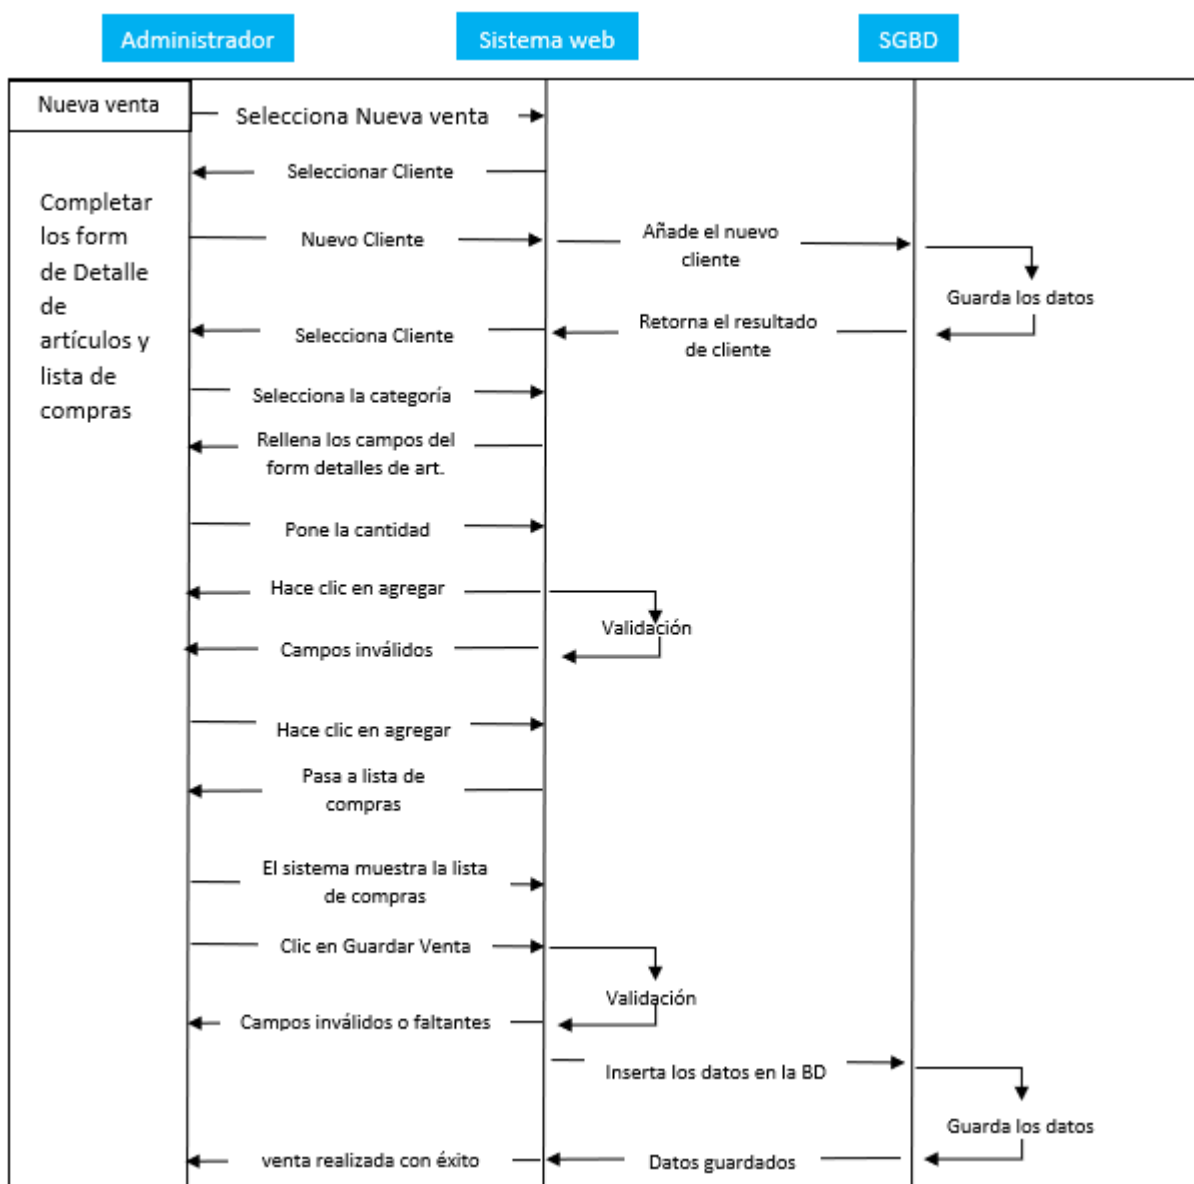 Administrador
Sistema web
SGBD
Nueva venta
Selecciona Nueva venta
Seleccionar Cliente
Completar
los form
de Detalle
de
artículos y
lista de
compras
Nuevo Cliente
Añade el nuevo
cliente
Guarda los datos
Selecciona Cliente
Retorna el resultado
de cliente
Selecciona la categoría
Rellena los campos del
form detalles de art.
Pone la cantidad
Hace clic en agregar
Validación
Campos inválidos
Hace clic en agregar
Pasa a lista de
compras
El sistema muestra la lista
de compras
Clic en Guardar Venta
Validación
Campos inválidos o faltantes
Inserta los datos en la BD
Guarda los datos
venta realizada con éxito
Datos guardados